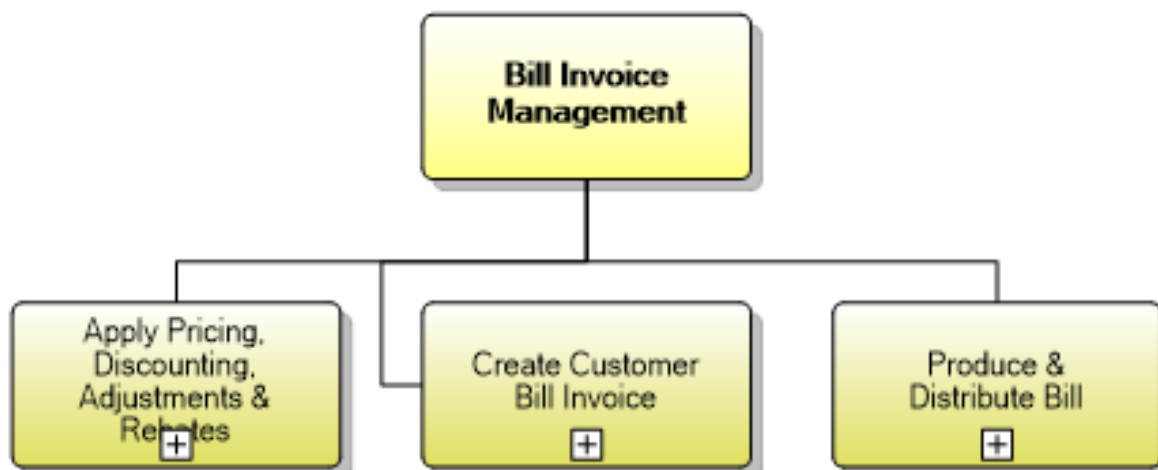 Bill Invoice
Management
Apply Pricing,
Discounting,
Adjustments &
Rebates
Create Customer
Bill Invoice
Produce &
Distribute Bill